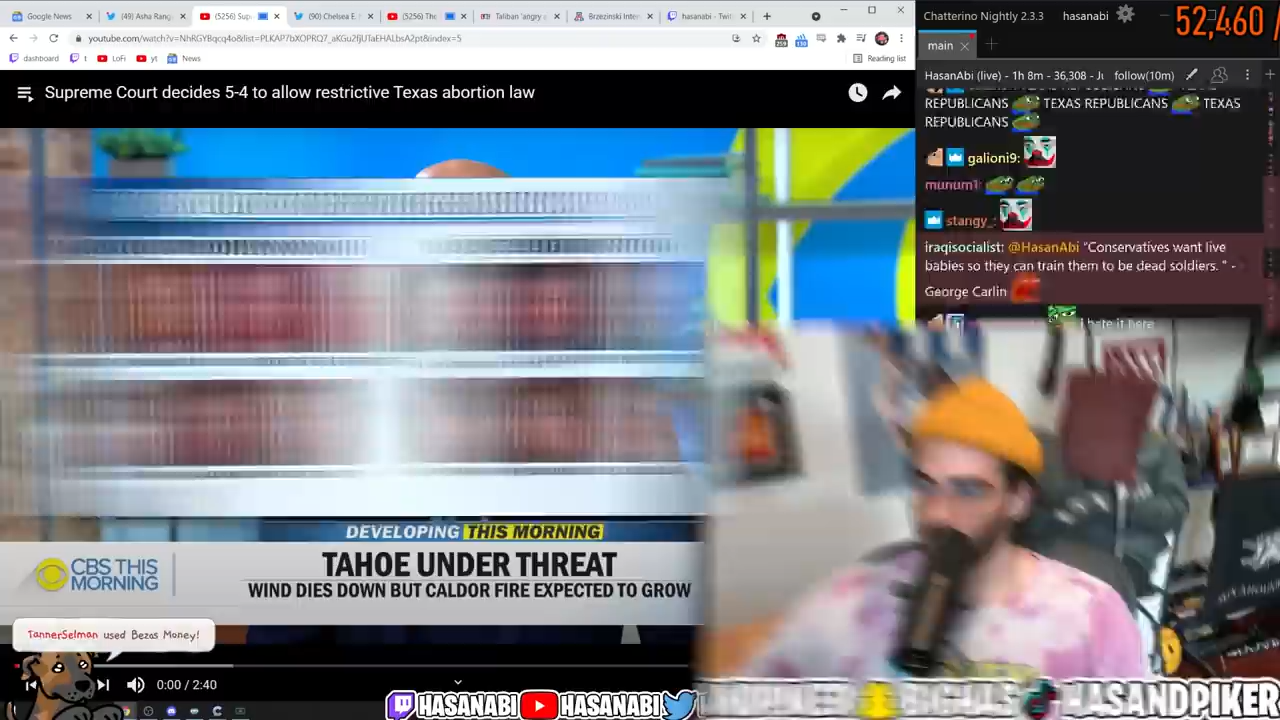 Google News
(49) Asha Rang
(5256) Sup
(90) Chelsea E. H
(5256) The
Taliban 'angry a
Brzezinski Inter
hasanabi - Twit
youtube.com/watch?v=NhRGYBqcq4o&list=PLKAP7bXOPRQ7_aKGu2fjUTaEHALbsA2pt&index=5
dashboard
t
LoFi
yt
News
Reading list
Supreme Court decides 5-4 to allow restrictive Texas abortion law
DEVELOPING THIS MORNING
CBS THIS
MORNING
TAHOE UNDER THREAT
WIND DIES DOWN BUT CALDOR FIRE EXPECTED TO GROW
TannerSelman used Bezos Money!
0:00 / 2:40
Chatterino Nightly 2.3.3
hasanabi
52,460
main
HasanAbi (live) - 1h 8m - 36,308 - Ju
follow(10m)
REPUBLICANS TEXAS REPUBLICANS TEXAS
REPUBLICANS
galioni9:
munum1:
stangy_:
iraqisocialist: @HasanAbi "Conservatives want live
babies so they can train them to be dead soldiers. " -
George Carlin
i hate it here
HASANABI
HASANABI
HASANDPIKER